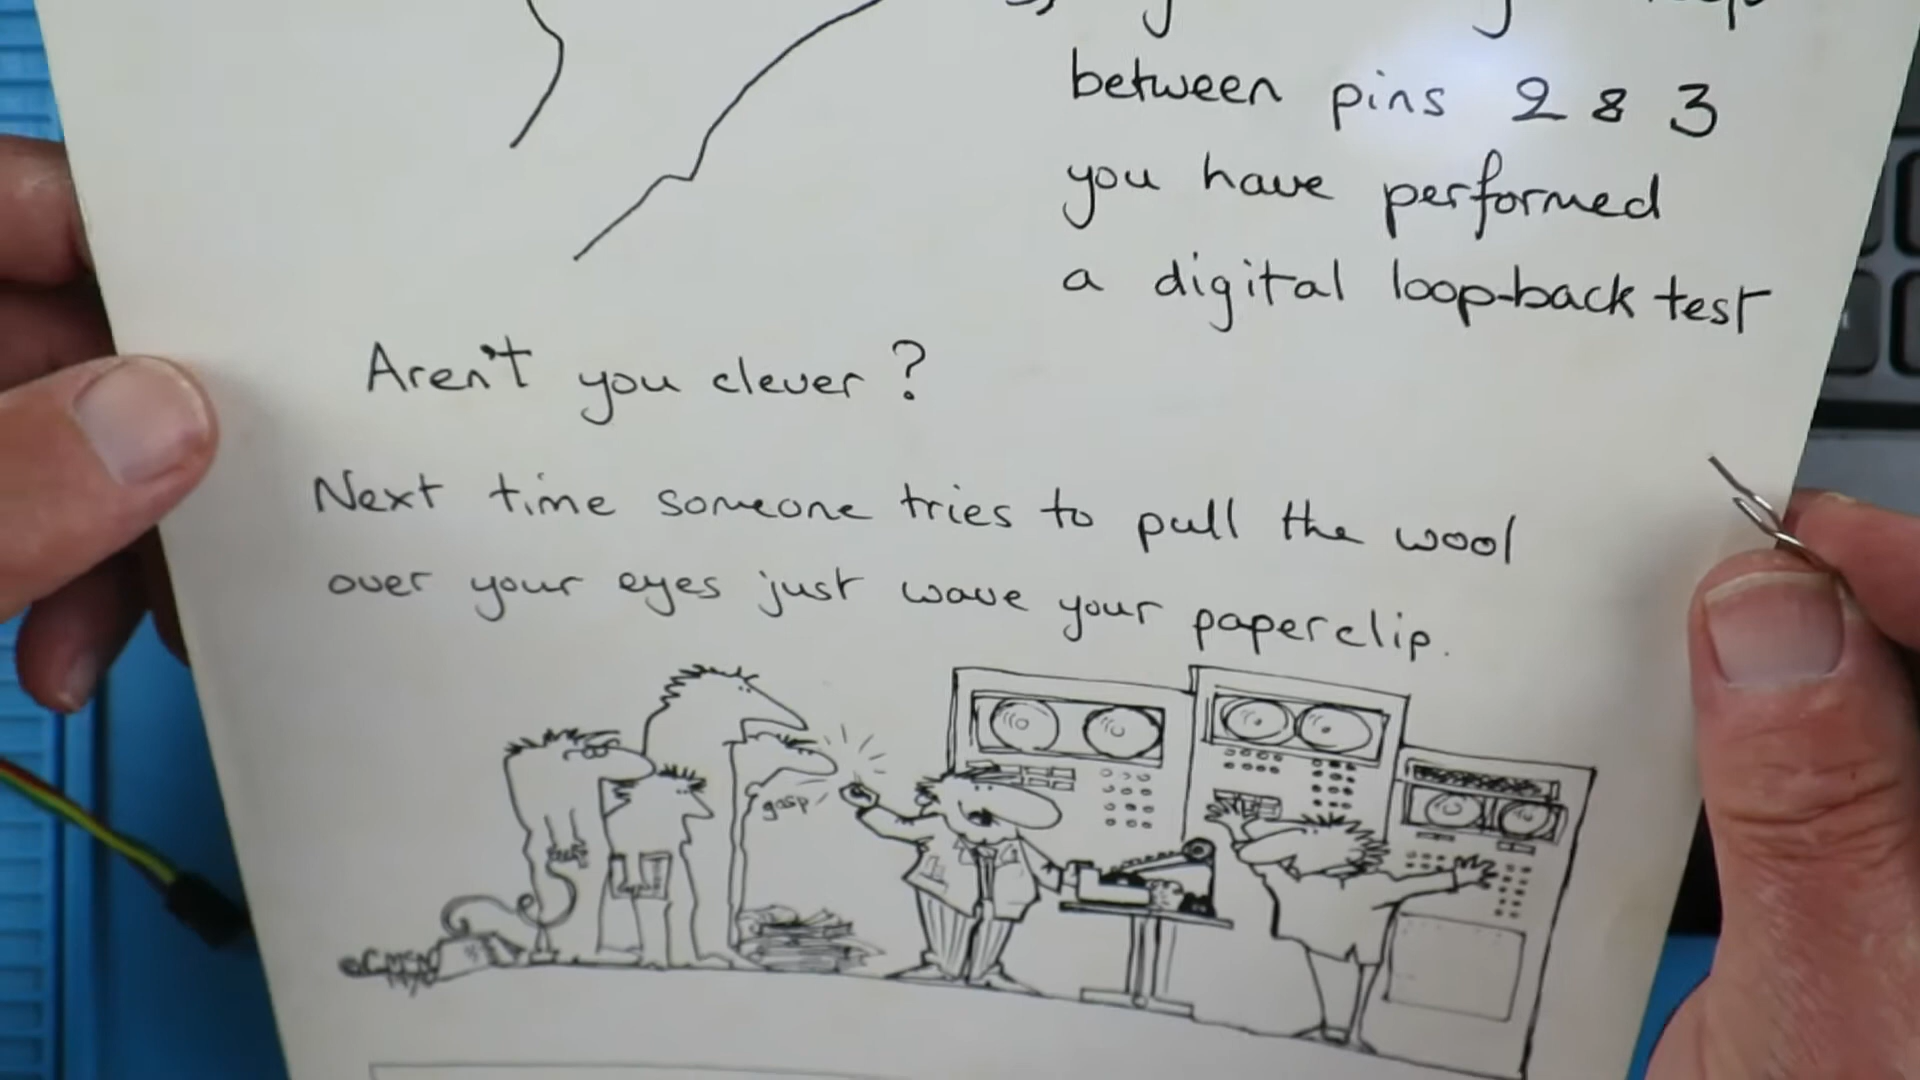 between pins 2 & 3
you have performed
a digital loop-back test
Aren't you clever?
Next time someone tries to pull the wool
over your eyes just wave your paperclip.
gasp